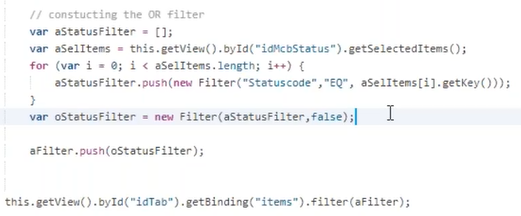 // constucting the OR filter
var aStatusFilter = [];
var aSelItems = this.getView().byId("idMcbStatus").getSelectedItems();
for (var i = 0; i < aSelItems.length; i++) {
aStatusFilter.push(new Filter("Statuscode","EQ", aSelItems[i].getKey()));
}
var oStatusFilter = new Filter(aStatusFilter,false);
aFilter.push(oStatusFilter);
this.getView().byId("idTab").getBinding("items").filter(aFilter);